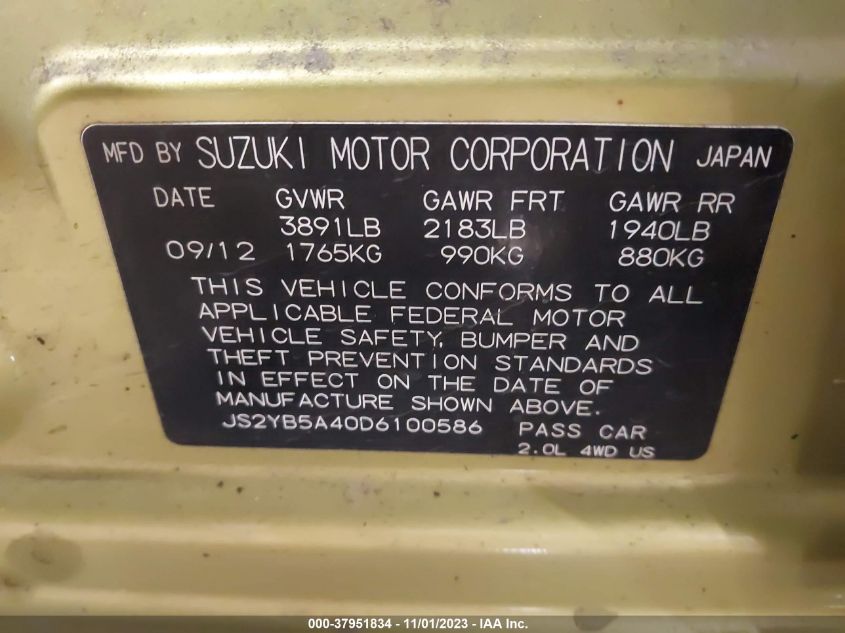 MFD BY SUZUKI MOTOR CORPORATION JAPAN
DATE GVWR GAWR FRT GAWR RR
3891LB 2183LB 1940LB
09/12 1765KG 990KG 880KG
THIS VEHICLE CONFORMS TO ALL
APPLICABLE FEDERAL MOTOR
VEHICLE SAFETY, BUMPER AND
THEFT PREVENTION STANDARDS
IN EFFECT ON THE DATE OF
MANUFACTURE SHOWN ABOVE.
JS2YB5A40D6100586 PASS CAR
2.0L 4WD US
000-37951834 - 11/01/2023 - IAA Inc.